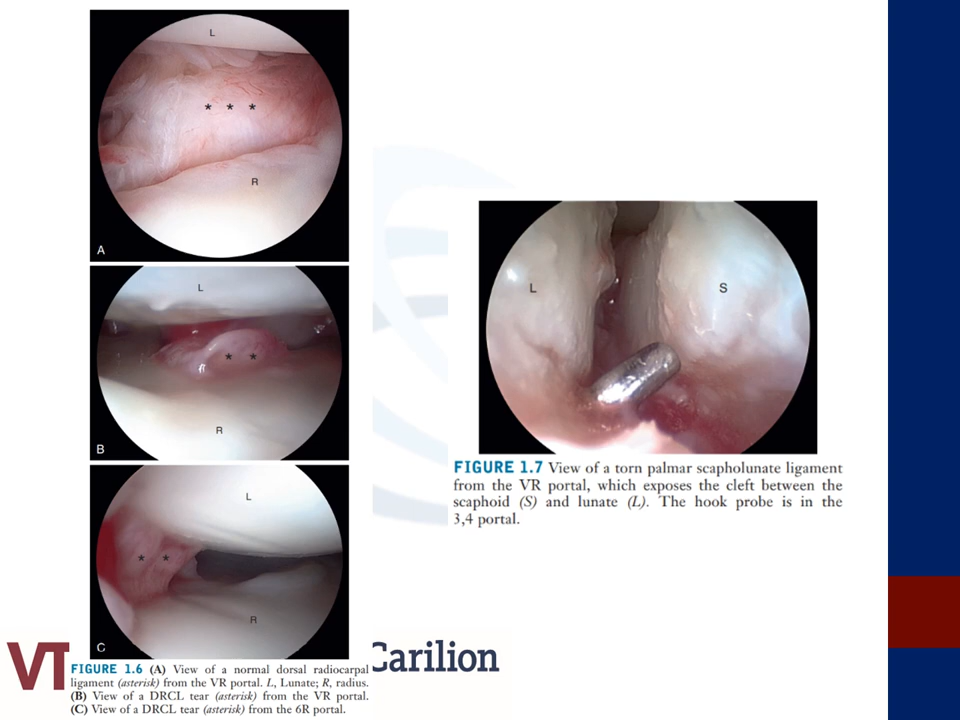 L
* * *
R
A
L
* *
R
B
L
* *
R
C
FIGURE 1.6 (A) View of a normal dorsal radiocarpal
ligament (asterisk) from the VR portal. L, Lunate; R, radius.
(B) View of a DRCL tear (asterisk) from the VR portal.
(C) View of a DRCL tear (asterisk) from the 6R portal.
L
S
FIGURE 1.7 View of a torn palmar scapholunate ligament
from the VR portal, which exposes the cleft between the
scaphoid (S) and lunate (L). The hook probe is in the
3,4 portal.
VT
Carilion